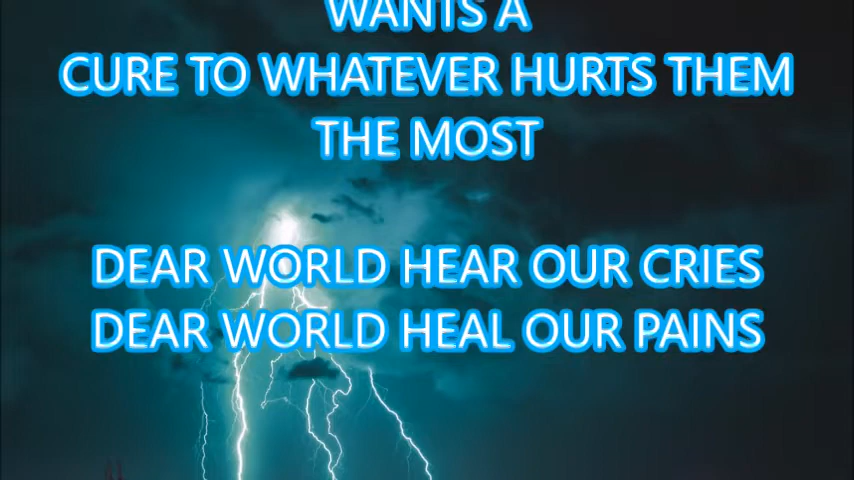 WANTS A
CURE TO WHATEVER HURTS THEM
THE MOST
DEAR WORLD HEAR OUR CRIES
DEAR WORLD HEAL OUR PAINS